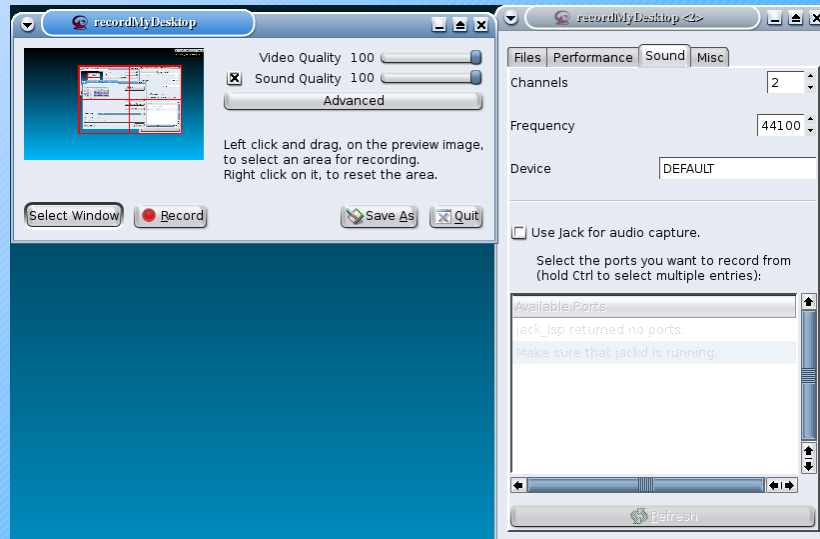 recordMyDesktop
Video Quality 100
Sound Quality 100
Advanced
Left click and drag, on the preview image,
to select an area for recording.
Right click on it, to reset the area.
Select Window
Record
Save As
Quit
recordMyDesktop <2>
Files Performance Sound Misc
Channels 2
Frequency 44100
Device DEFAULT
Use Jack for audio capture.
Select the ports you want to record from
(hold Ctrl to select multiple entries):
Available Ports
jack_lsp returned no ports.
Make sure that jackd is running.
Refresh